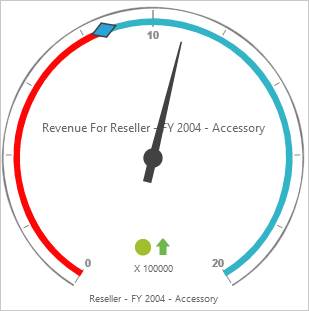 10
Revenue For Reseller - FY 2004 - Accessory
0
20
X 100000
Reseller - FY 2004 - Accessory